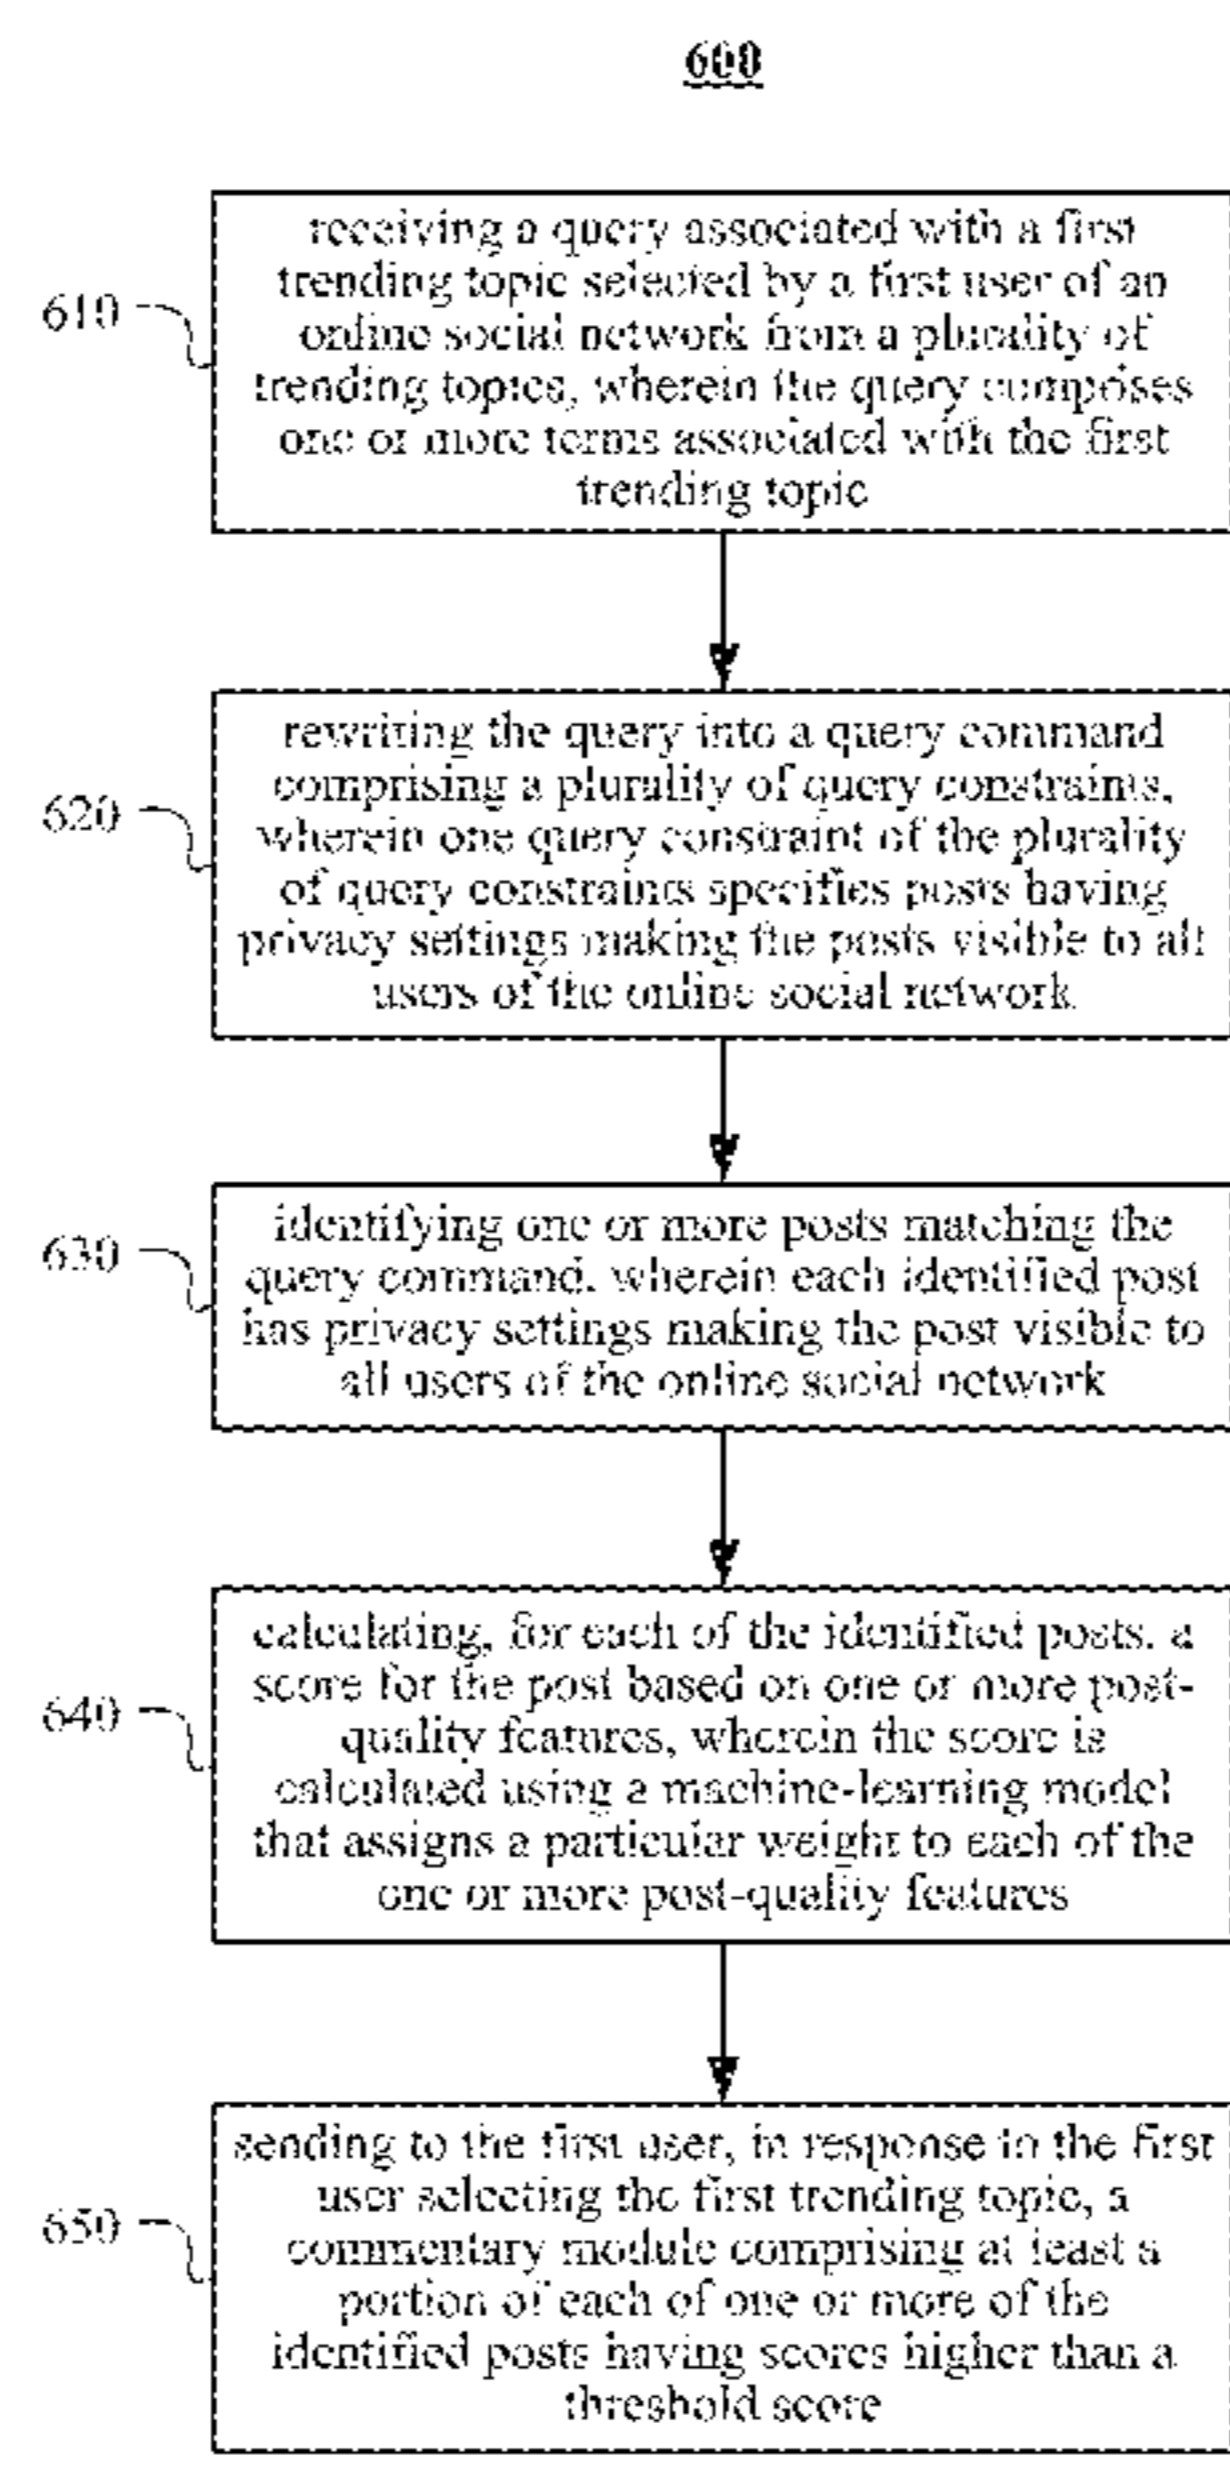 600
610
receiving a query associated with a first
trending topic selected by a first user of an
online social network from a plurality of
trending topics, wherein the query comprises
one or more terms associated with the first
trending topic
620
rewriting the query into a query command
comprising a plurality of query constraints,
wherein one query constraint of the plurality
of query constraints specifies posts having
privacy settings making the posts visible to all
users of the online social network
630
identifying one or more posts matching the
query command, wherein each identified post
has privacy settings making the post visible to
all users of the online social network
640
calculating, for each of the identified posts, a
score for the post based on one or more post-
quality features, wherein the score is
calculated using a machine-learning model
that assigns a particular weight to each of the
one or more post-quality features
650
sending to the first user, in response to the first
user selecting the first trending topic, a
commentary module comprising at least a
portion of each of one or more of the
identified posts having scores higher than a
threshold score